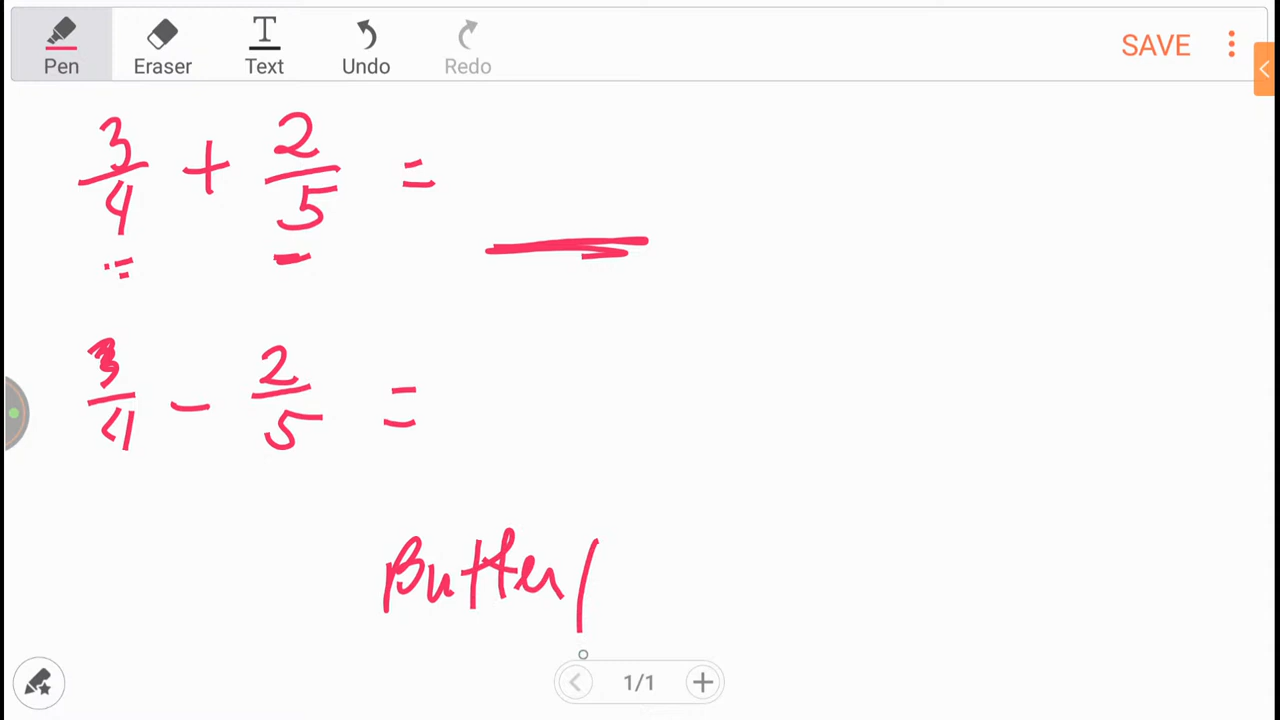 Pen Eraser Text Undo Redo SAVE
3/4 + 2/5 =
3/4 - 2/5 =
Butter
1/1